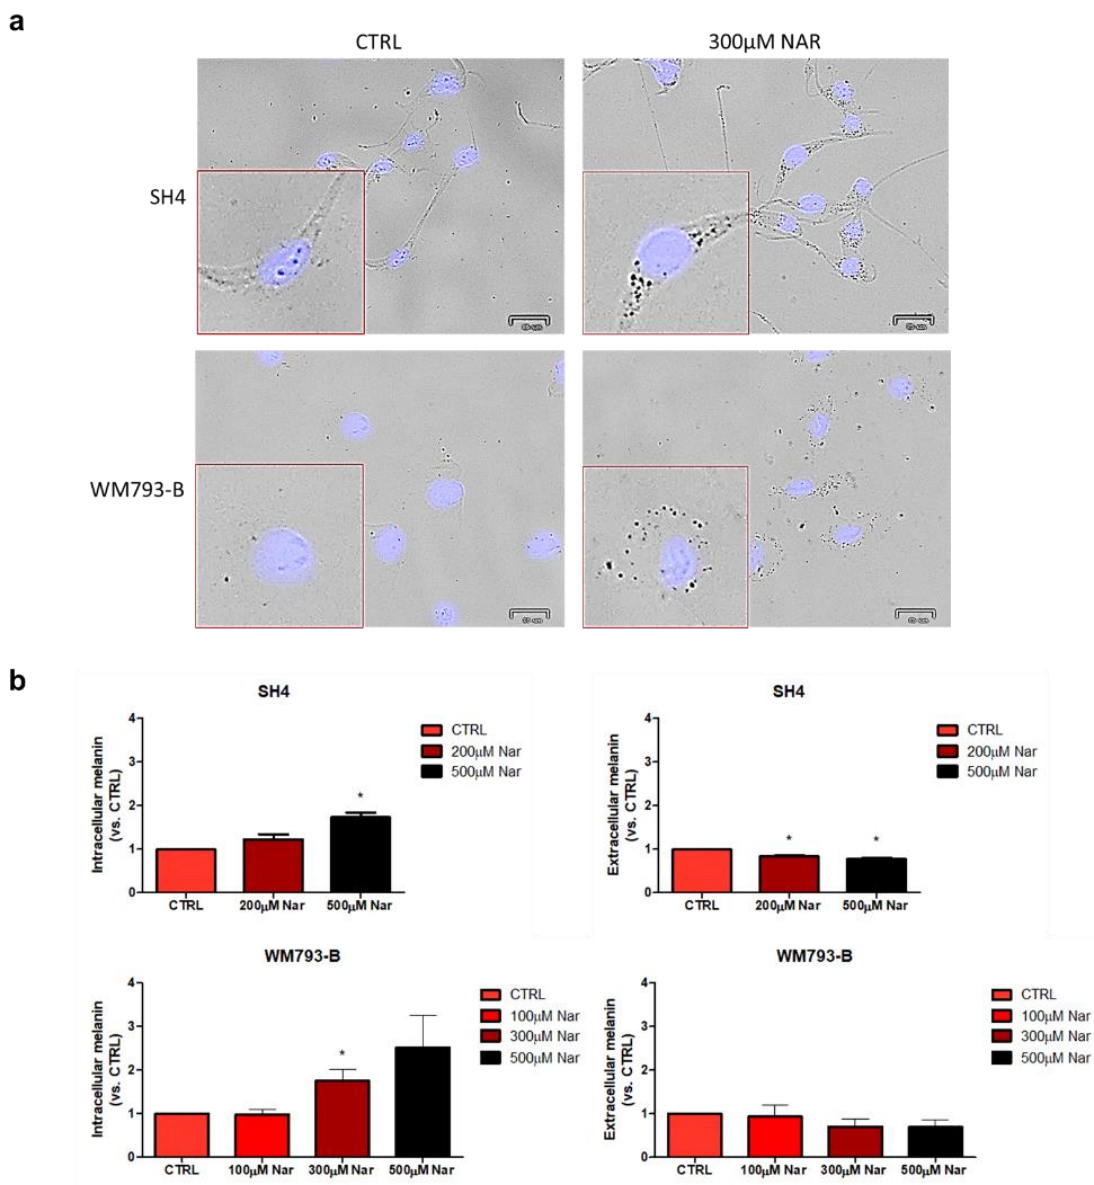 a
CTRL
300µM NAR
SH4
WM793-B
b
SH4
Intracellular melanin
(vs. CTRL)
4
3
2
1
0
*
CTRL
200µM Nar
500µM Nar
CTRL
200µM Nar
500µM Nar
SH4
Extracellular melanin
(vs. CTRL)
4
3
2
1
0
*
*
CTRL
200µM Nar
500µM Nar
CTRL
200µM Nar
500µM Nar
WM793-B
Intracellular melanin
(vs. CTRL)
4
3
2
1
0
*
CTRL
100µM Nar
300µM Nar
500µM Nar
CTRL
100µM Nar
300µM Nar
500µM Nar
WM793-B
Extracellular melanin
(vs. CTRL)
4
3
2
1
0
CTRL
100µM Nar
300µM Nar
500µM Nar
CTRL
100µM Nar
300µM Nar
500µM Nar